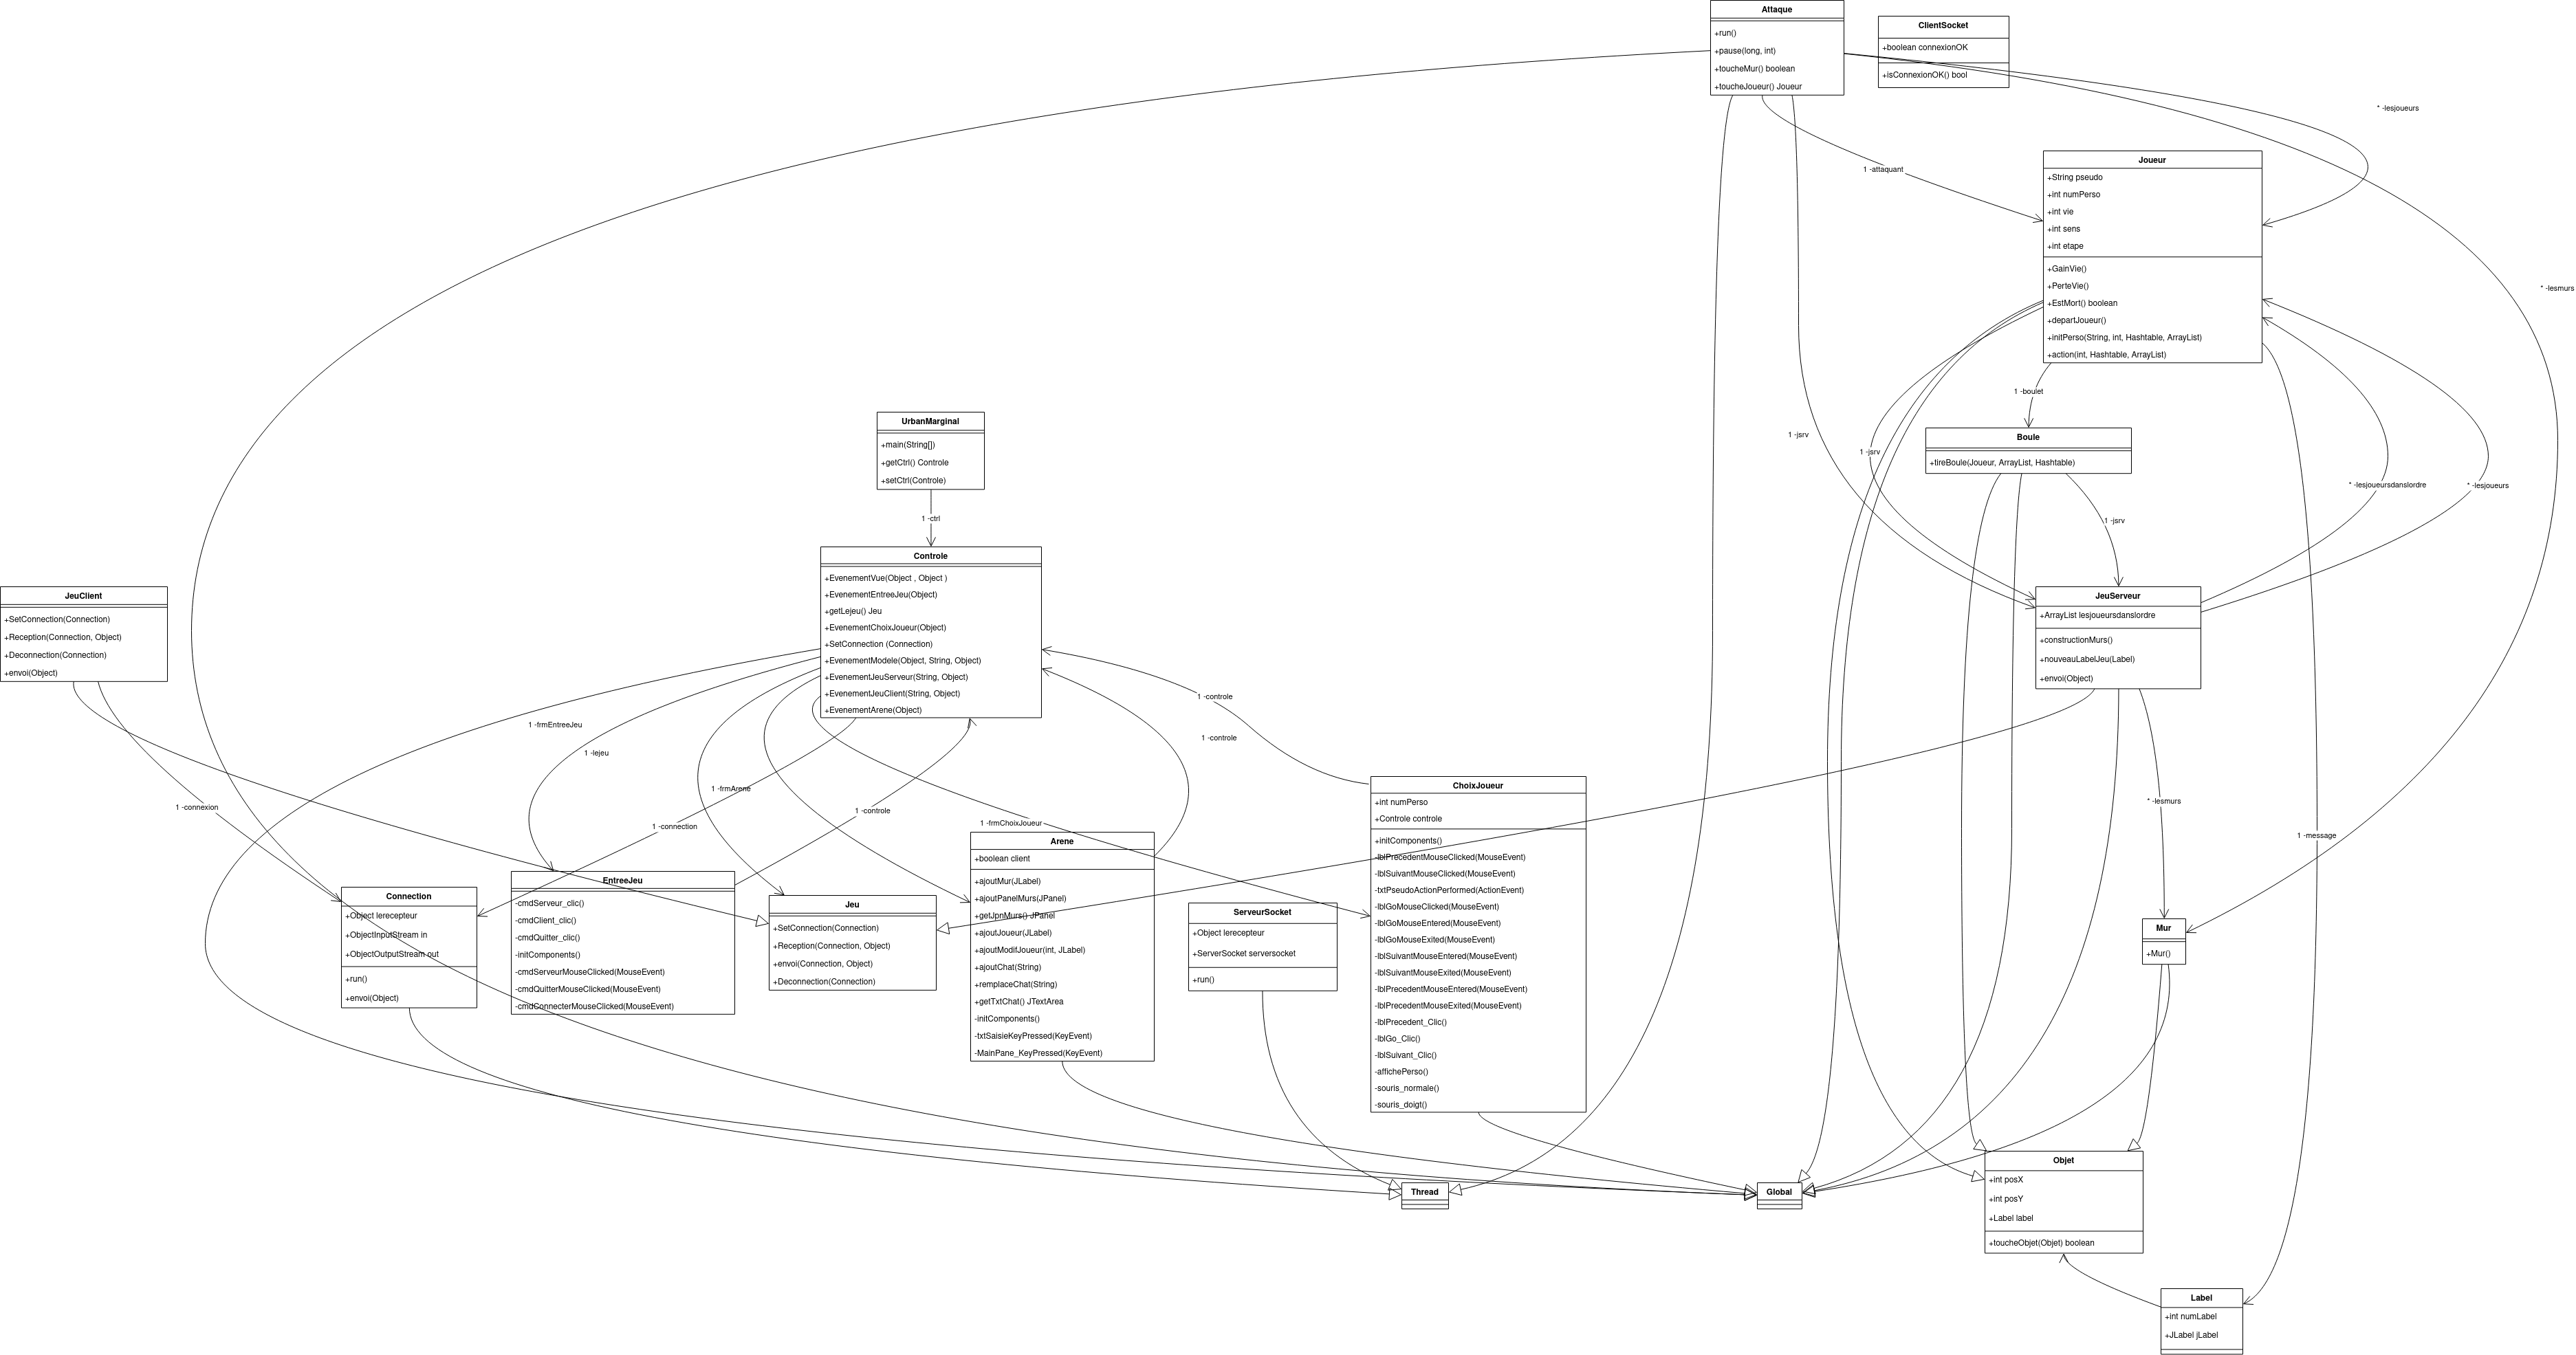 Attaque
+run()
+pause(long, int)
+toucheMur() boolean
+toucheJoueur() Joueur
ClientSocket
+boolean connexionOK
+isConnexionOK() bool
* -lesjoueurs
1 -attaquant
Joueur
+String pseudo
+int numPerso
+int vie
+int sens
+int etape
+GainVie()
+PerteVie()
+EstMort() boolean
+departJoueur()
+initPerso(String, int, Hashtable, ArrayList)
+action(int, Hashtable, ArrayList)
* -lesmurs
1 -boulet
UrbanMarginal
+main(String[])
+getCtrl() Controle
+setCtrl(Controle)
1 -jsrv
1 -jsrv
Boule
+tireBoule(Joueur, ArrayList, Hashtable)
* -lesjoueursdanslordre
* -lesjoueurs
1 -ctrl
1 -jsrv
Controle
+EvenementVue(Object , Object )
+EvenementEntreeJeu(Object)
+getLejeu() Jeu
+EvenementChoixJoueur(Object)
+SetConnection (Connection)
+EvenementModele(Object, String, Object)
+EvenementJeuServeur(String, Object)
+EvenementJeuClient(String, Object)
+EvenementArene(Object)
JeuClient
+SetConnection(Connection)
+Reception(Connection, Object)
+Deconnection(Connection)
+envoi(Object)
JeuServeur
+ArrayList lesjoueursdanslordre
+constructionMurs()
+nouveauLabelJeu(Label)
+envoi(Object)
1 -controle
1 -frmEntreeJeu
1 -controle
1 -lejeu
1 -frmArene
1 -connexion
1 -controle
1 -connection
1 -frmChoixJoueur
* -lesmurs
1 -message
ChoixJoueur
+int numPerso
+Controle controle
+initComponents()
-lblPrecedentMouseClicked(MouseEvent)
-lblSuivantMouseClicked(MouseEvent)
-txtPseudoActionPerformed(ActionEvent)
-lblGoMouseClicked(MouseEvent)
-lblGoMouseEntered(MouseEvent)
-lblGoMouseExited(MouseEvent)
-lblSuivantMouseEntered(MouseEvent)
-lblSuivantMouseExited(MouseEvent)
-lblPrecedentMouseEntered(MouseEvent)
-lblPrecedentMouseExited(MouseEvent)
-lblPrecedent_Clic()
-lblGo_Clic()
-lblSuivant_Clic()
-affichePerso()
-souris_normale()
-souris_doigt()
Arene
+boolean client
+ajoutMur(JLabel)
+ajoutPanelMurs(JPanel)
+getJpnMurs() JPanel
+ajoutJoueur(JLabel)
+ajoutModifJoueur(int, JLabel)
+ajoutChat(String)
+remplaceChat(String)
+getTxtChat() JTextArea
-initComponents()
-txtSaisieKeyPressed(KeyEvent)
-MainPane_KeyPressed(KeyEvent)
Connection
+Object lerecepteur
+ObjectInputStream in
+ObjectOutputStream out
+run()
+envoi(Object)
EntreeJeu
-cmdServeur_clic()
-cmdClient_clic()
-cmdQuitter_clic()
-initComponents()
-cmdServeurMouseClicked(MouseEvent)
-cmdQuitterMouseClicked(MouseEvent)
-cmdConnecterMouseClicked(MouseEvent)
Jeu
+SetConnection(Connection)
+Reception(Connection, Object)
+envoi(Connection, Object)
+Deconnection(Connection)
ServeurSocket
+Object lerecepteur
+ServerSocket serversocket
+run()
Mur
+Mur()
Thread
Global
Objet
+int posX
+int posY
+Label label
+toucheObjet(Objet) boolean
Label
+int numLabel
+JLabel jLabel